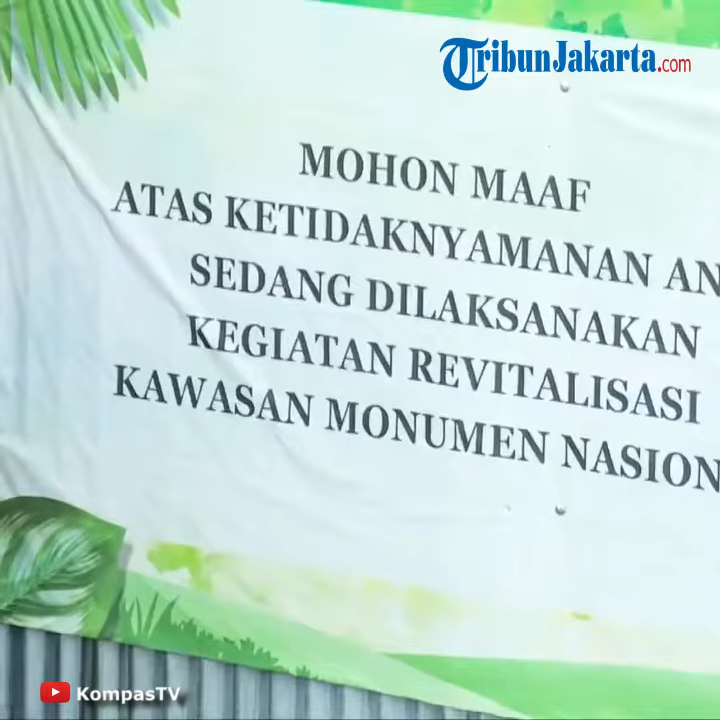 TribunJakarta.com
MOHON MAAF
ATAS KETIDAKNYAMANAN AN
SEDANG DILAKSANAKAN
KEGIATAN REVITALISASI
KAWASAN MONUMEN NASION
KompasTV